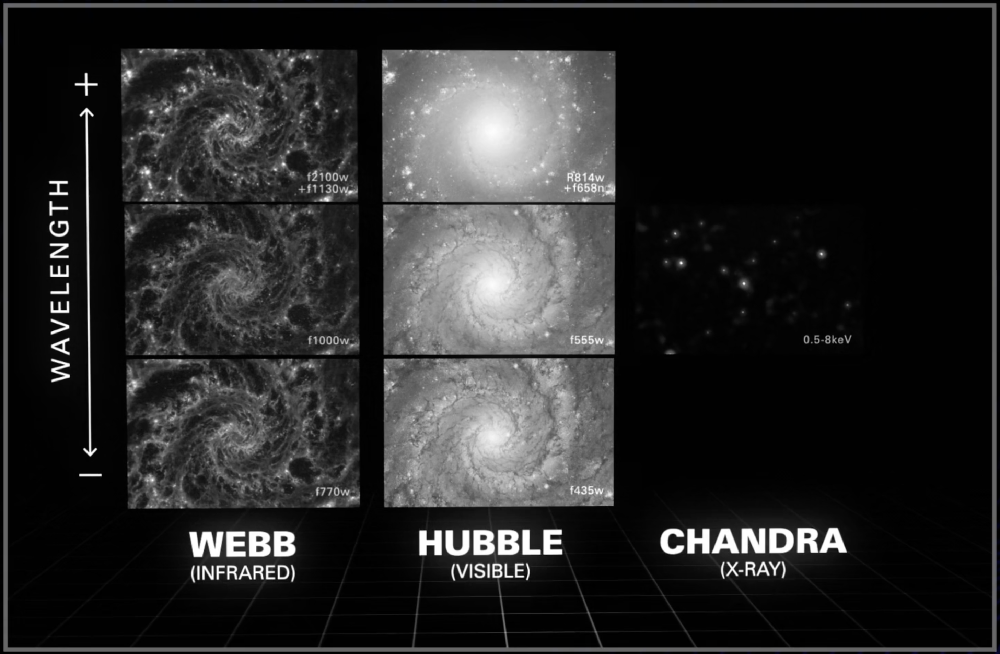 +
WAVELENGTH
−
f2100w
+f1130w
f1000w
f770w
R814w
+f658n
f555w
f435w
0.5-8keV
WEBB
(INFRARED)
HUBBLE
(VISIBLE)
CHANDRA
(X-RAY)